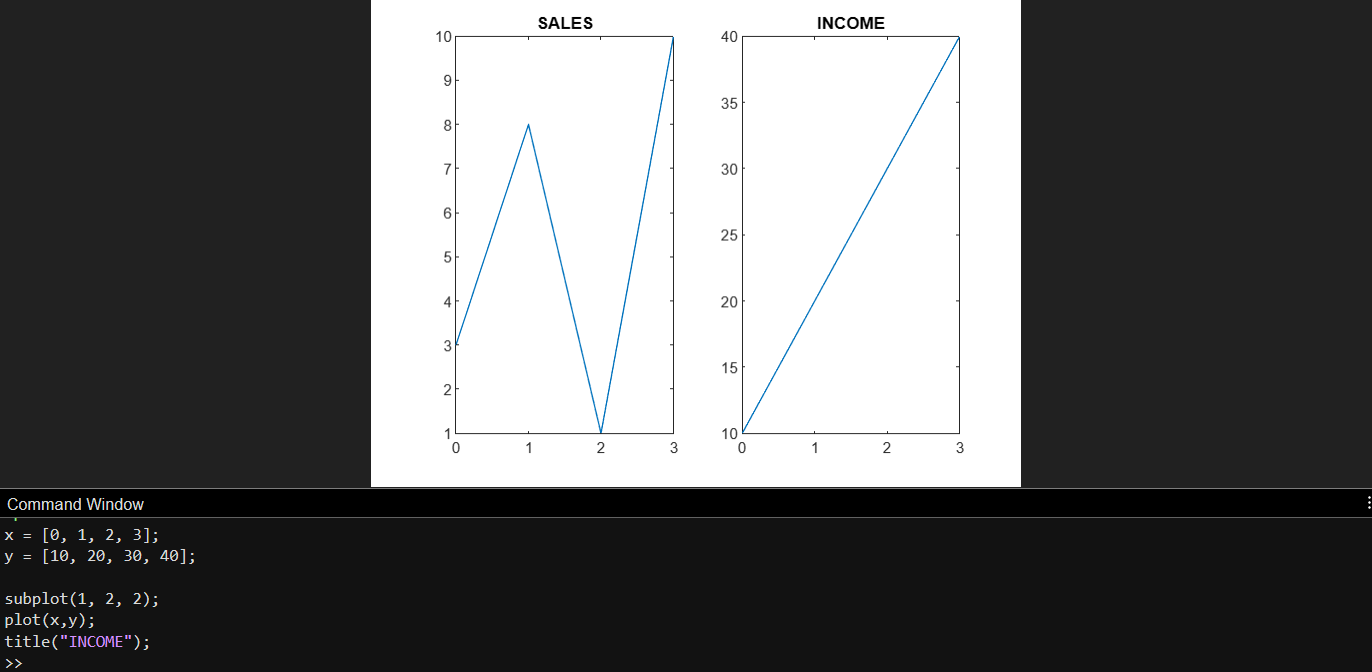 SALES
10
9
8
7
6
5
4
3
2
1
0 1 2 3
INCOME
40
35
30
25
20
15
10
0 1 2 3
Command Window
x = [0, 1, 2, 3];
y = [10, 20, 30, 40];
subplot(1, 2, 2);
plot(x,y);
title("INCOME");
>>